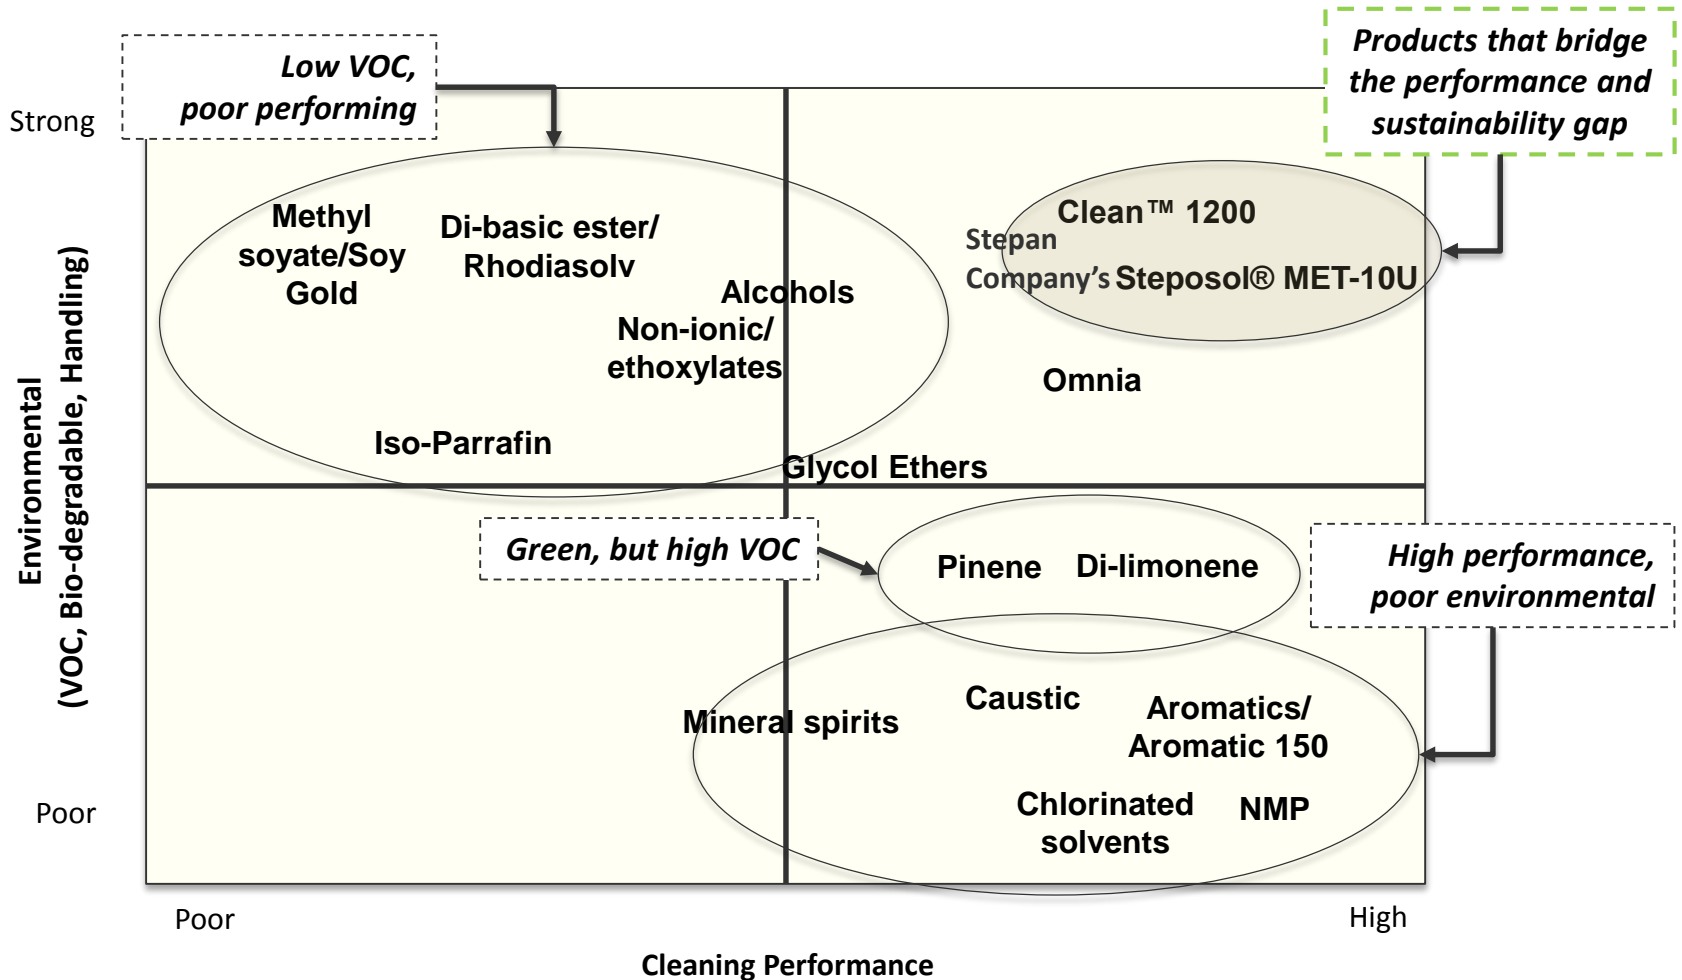 Low VOC,
poor performing
Products that bridge
the performance and
sustainability gap
Strong
Methyl
soyate/Soy
Gold
Di-basic ester/
Rhodiasolv
Alcohols
Non-ionic/
ethoxylates
Iso-Parrafin
Clean™ 1200
Stepan
Company's Steposol® MET-10U
Omnia
Glycol Ethers
Environmental
(VOC, Bio-degradable, Handling)
Green, but high VOC
Pinene Di-limonene
High performance,
poor environmental
Mineral spirits
Caustic
Aromatics/
Aromatic 150
Chlorinated
solvents
NMP
Poor
Poor
High
Cleaning Performance